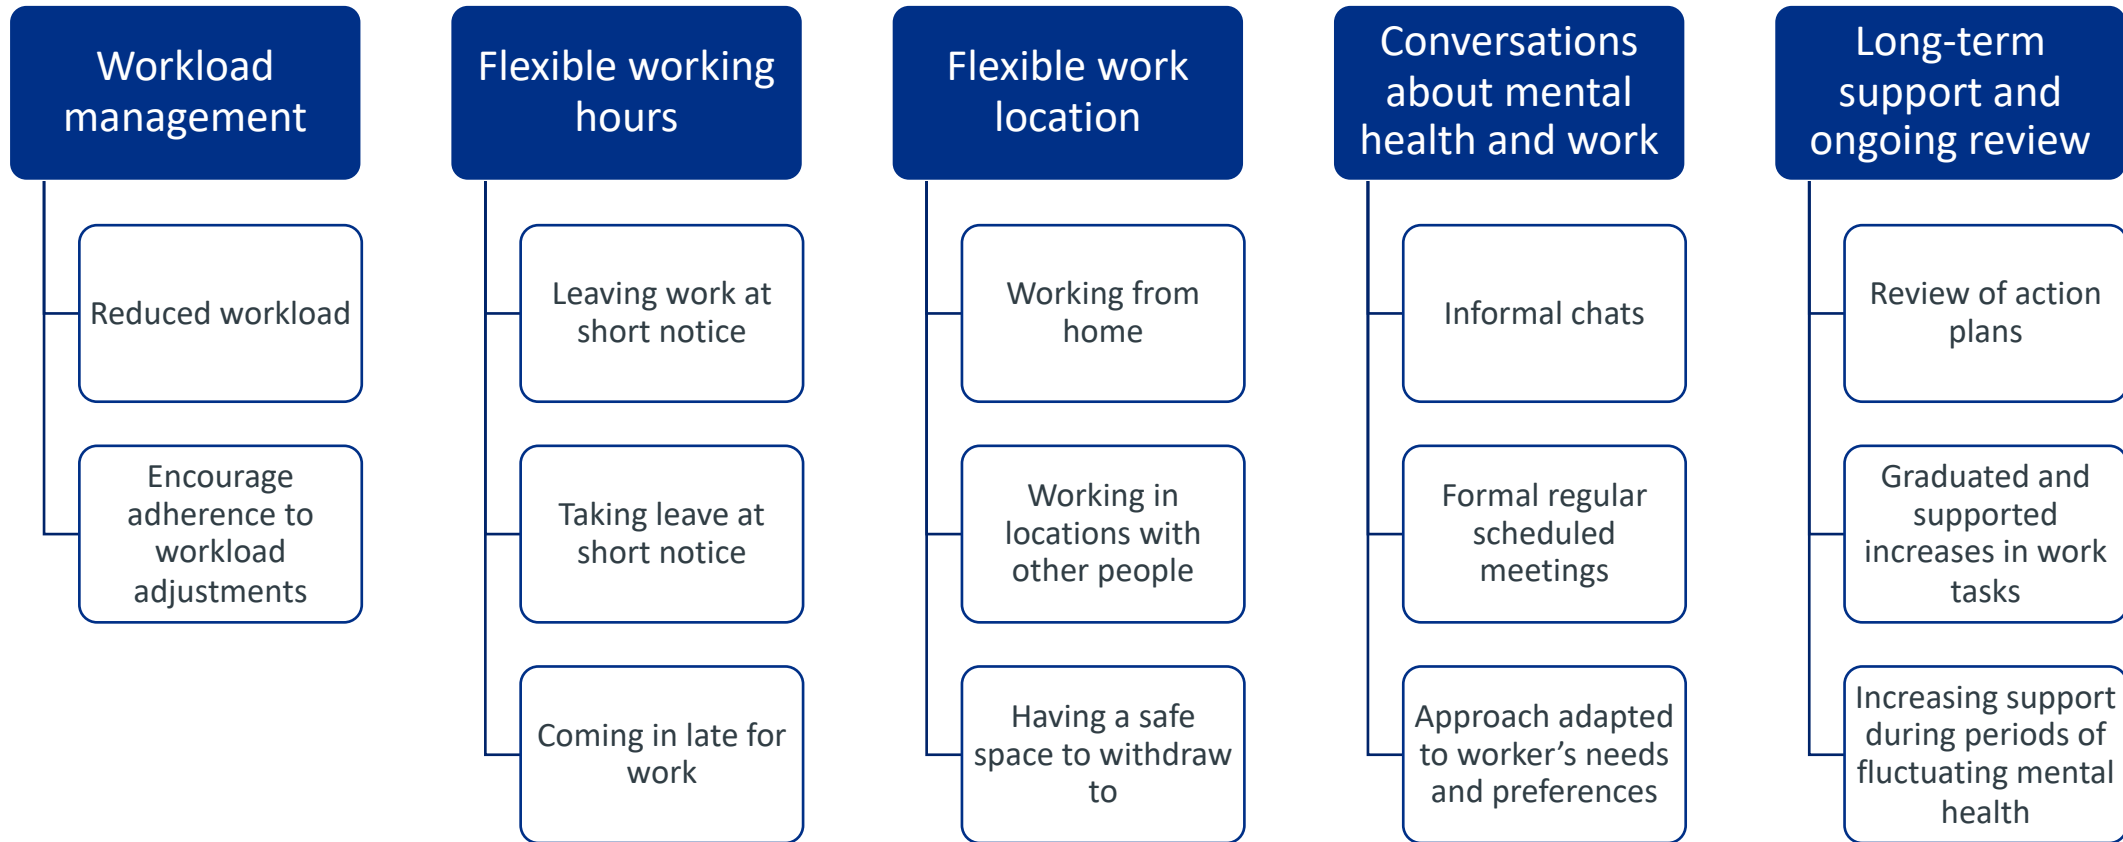 Workload
management
Reduced workload
Encourage
adherence to
workload
adjustments
Flexible working
hours
Leaving work at
short notice
Taking leave at
short notice
Coming in late for
work
Flexible work
location
Working from
home
Working in
locations with
other people
Having a safe
space to withdraw
to
Conversations
about mental
health and work
Informal chats
Formal regular
scheduled
meetings
Approach adapted
to worker’s needs
and preferences
Long-term
support and
ongoing review
Review of action
plans
Graduated and
supported
increases in work
tasks
Increasing support
during periods of
fluctuating mental
health